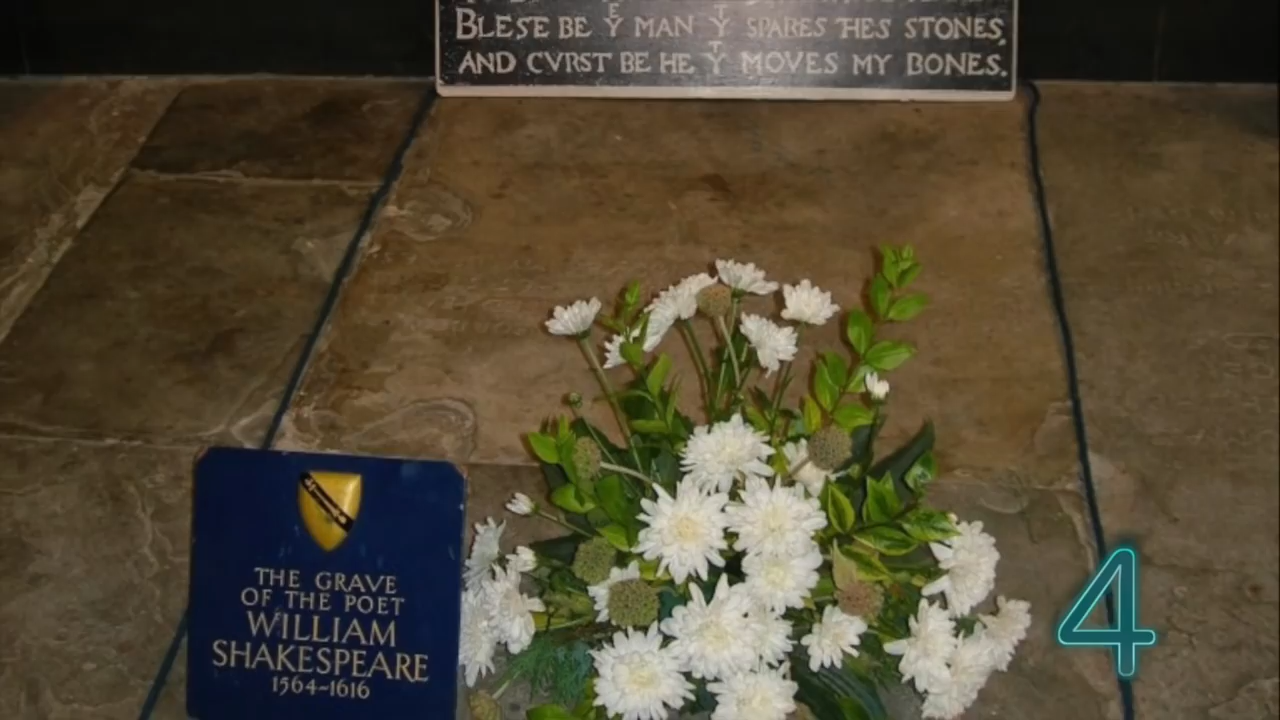 BLESE BE Y^E MAN Y^T SPARES THES STONES,
AND CVRST BE HE Y^T MOVES MY BONES.
THE GRAVE
OF THE POET
WILLIAM
SHAKESPEARE
1564-1616
4